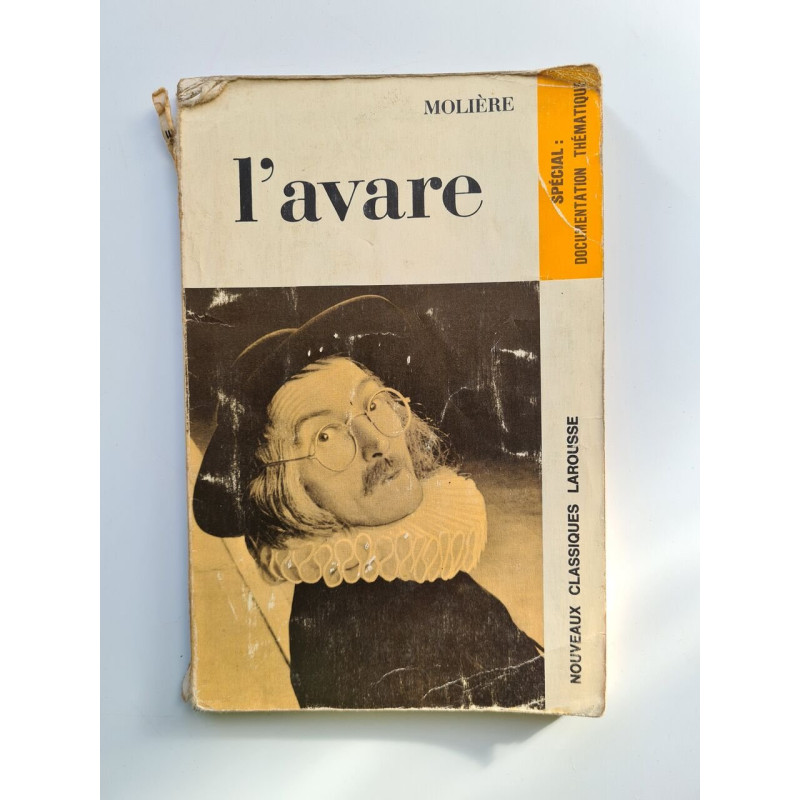 MOLIÈRE
l'avare
SPÉCIAL :
DOCUMENTATION THÉMATIQUE
NOUVEAUX CLASSIQUES LAROUSSE